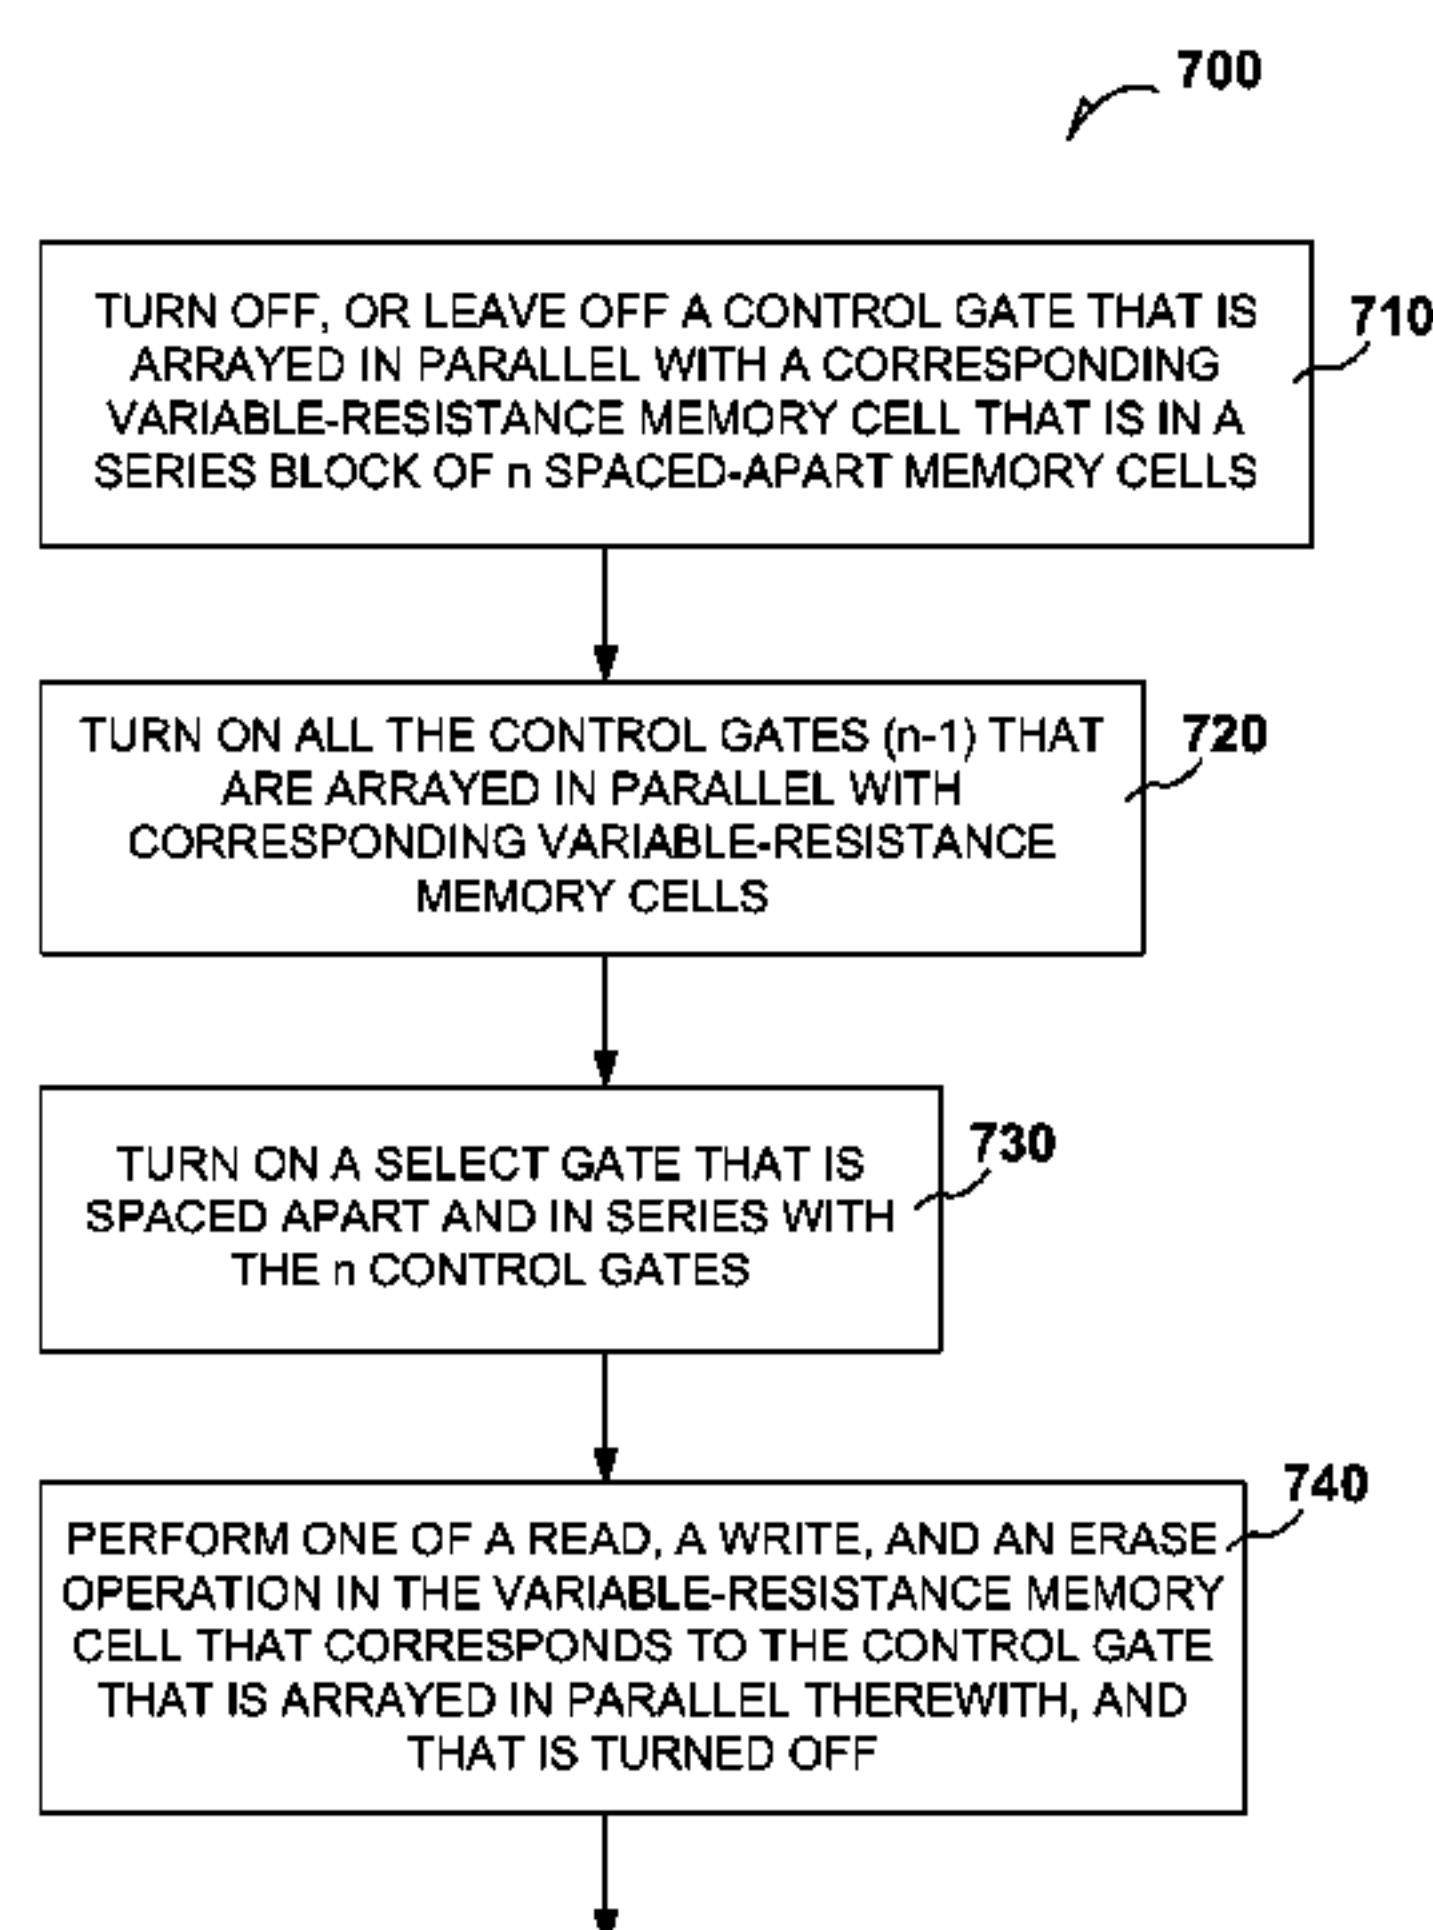 700
TURN OFF, OR LEAVE OFF A CONTROL GATE THAT IS
ARRAYED IN PARALLEL WITH A CORRESPONDING
VARIABLE-RESISTANCE MEMORY CELL THAT IS IN A
SERIES BLOCK OF n SPACED-APART MEMORY CELLS
710
TURN ON ALL THE CONTROL GATES (n-1) THAT
ARE ARRAYED IN PARALLEL WITH
CORRESPONDING VARIABLE-RESISTANCE
MEMORY CELLS
720
TURN ON A SELECT GATE THAT IS
SPACED APART AND IN SERIES WITH
THE n CONTROL GATES
730
PERFORM ONE OF A READ, A WRITE, AND AN ERASE
OPERATION IN THE VARIABLE-RESISTANCE MEMORY
CELL THAT CORRESPONDS TO THE CONTROL GATE
THAT IS ARRAYED IN PARALLEL THEREWITH, AND
THAT IS TURNED OFF
740